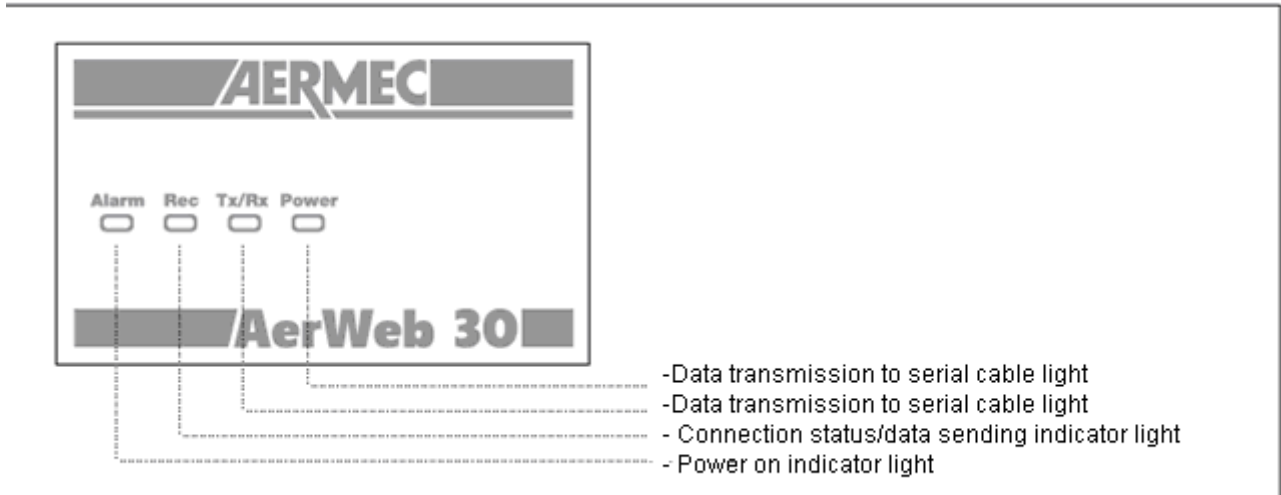 AERMEC
Alarm Rec Tx/Rx Power
AerWeb 30
-Data transmission to serial cable light
-Data transmission to serial cable light
- Connection status/data sending indicator light
- Power on indicator light